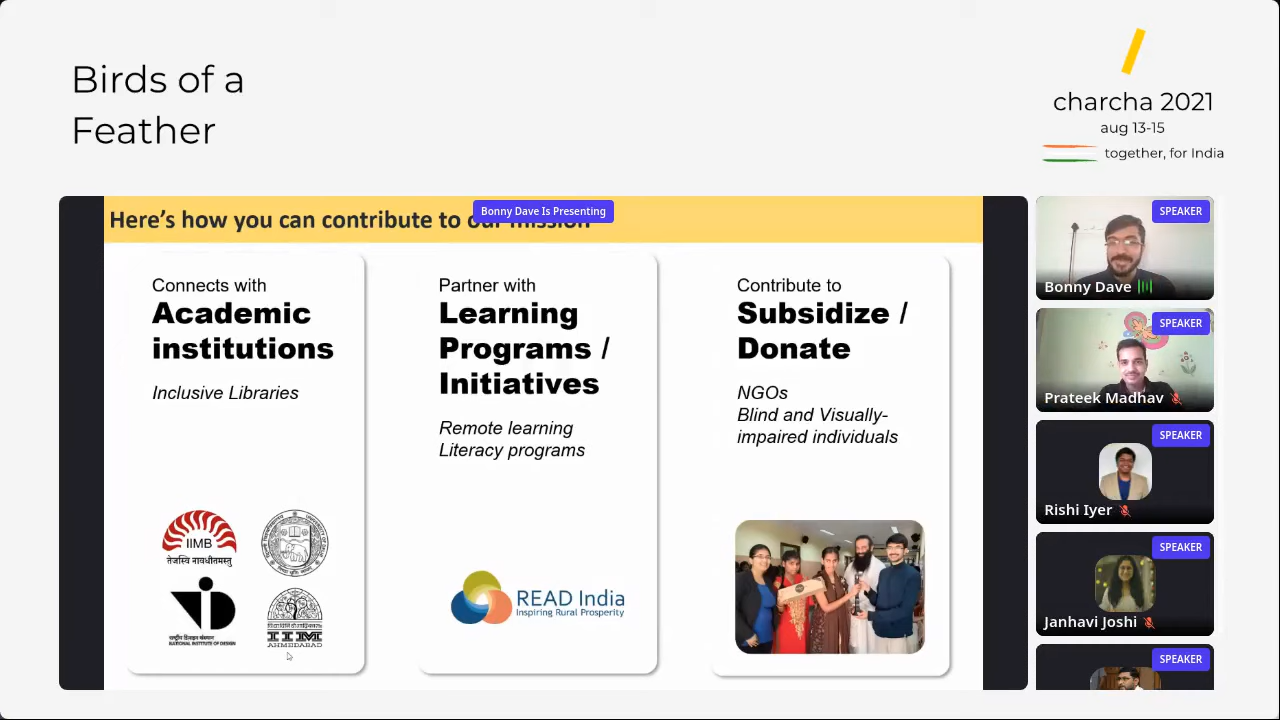 Birds of a
Feather
charcha 2021
aug 13-15
together, for India
Here's how you can contribute to our mission
Bonny Dave Is Presenting
Connects with
Academic
institutions
Inclusive Libraries
IIMB
तेजस्वि नावधीतमस्तु
राष्ट्रीय डिजाइन संस्थान
NATIONAL INSTITUTE OF DESIGN
IIM
AHMEDABAD
Partner with
Learning
Programs /
Initiatives
Remote learning
Literacy programs
READ India
Inspiring Rural Prosperity
Contribute to
Subsidize /
Donate
NGOs
Blind and Visually-
impaired individuals
SPEAKER
Bonny Dave
SPEAKER
Prateek Madhav
SPEAKER
Rishi Iyer
SPEAKER
Janhavi Joshi
SPEAKER